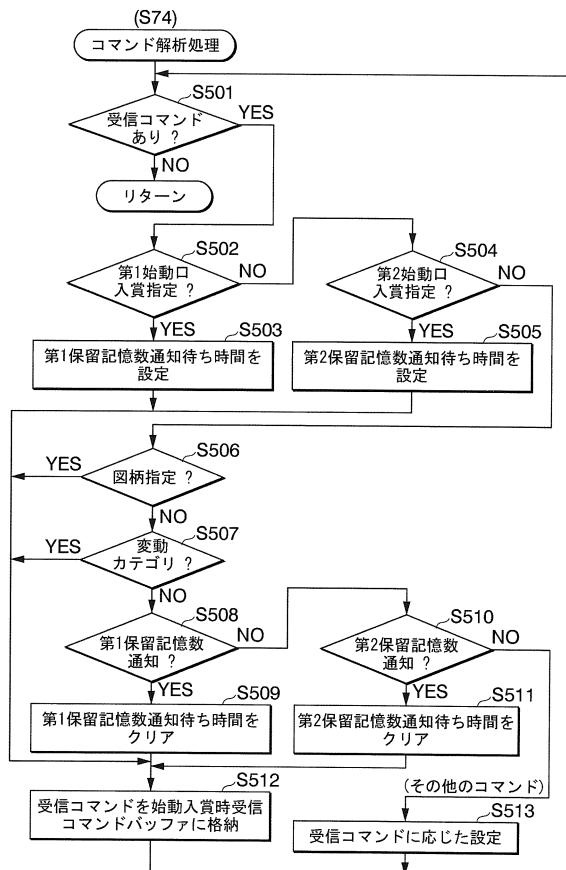 (S74)
コマンド解析処理
S501
受信コマンド
あり ?
YES
NO
リターン
S502
第1始動口
入賞指定 ?
NO
YES
S504
第2始動口
入賞指定 ?
NO
YES
S503
第1保留記憶数通知待ち時間を
設定
S505
第2保留記憶数通知待ち時間を
設定
S506
図柄指定 ?
YES
NO
S507
変動
カテゴリ ?
YES
NO
S508
第1保留記憶数
通知 ?
NO
YES
S510
第2保留記憶数
通知 ?
NO
YES
S509
第1保留記憶数通知待ち時間を
クリア
S511
第2保留記憶数通知待ち時間を
クリア
S512
受信コマンドを始動入賞時受信
コマンドバッファに格納
(その他のコマンド)
S513
受信コマンドに応じた設定